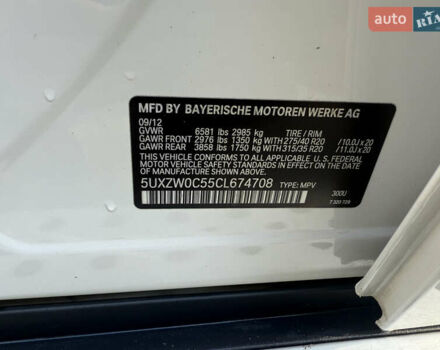 RIA.com
MFD BY BAYERISCHE MOTOREN WERKE AG
09/12
GVWR 6581 lbs 2985 kg TIRE / RIM
GAWR FRONT 2976 lbs 1350 kg WITH 275/40 R20 /10.0J x 20
GAWR REAR 3858 lbs 1750 kg WITH 315/35 R20 /11.0J x 20
THIS VEHICLE CONFORMS TO ALL APPLICABLE U.S. FEDERAL
MOTOR VEHICLE SAFETY STANDARDS IN EFFECT ON THE DATE
OF MANUFACTURE SHOWN ABOVE.
5UXZW0C55CL674708 TYPE: MPV
300U